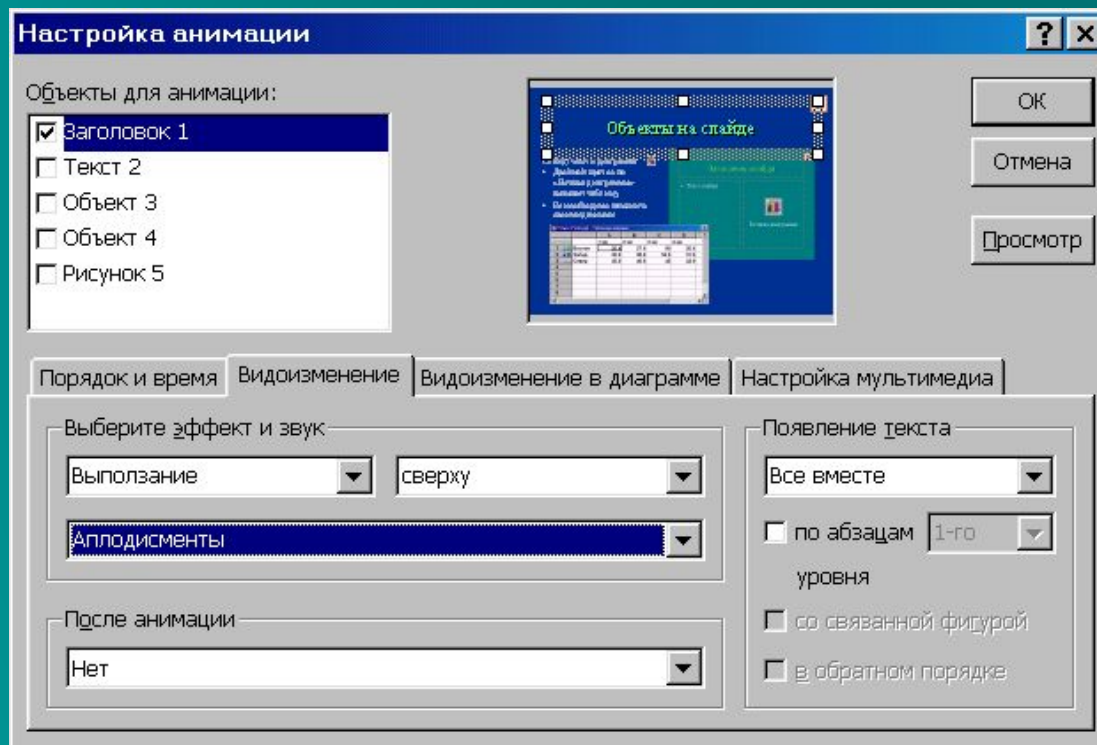 Настройка анимации
Объекты для анимации:
Заголовок 1
Текст 2
Объект 3
Объект 4
Рисунок 5
Объекты на слайде
ОК
Отмена
Просмотр
Порядок и время
Видоизменение
Видоизменение в диаграмме
Настройка мультимедиа
Выберите эффект и звук
Выползание
сверху
Аплодисменты
После анимации
Нет
Появление текста
Все вместе
по абзацам
1-го
уровня
со связанной фигурой
в обратном порядке